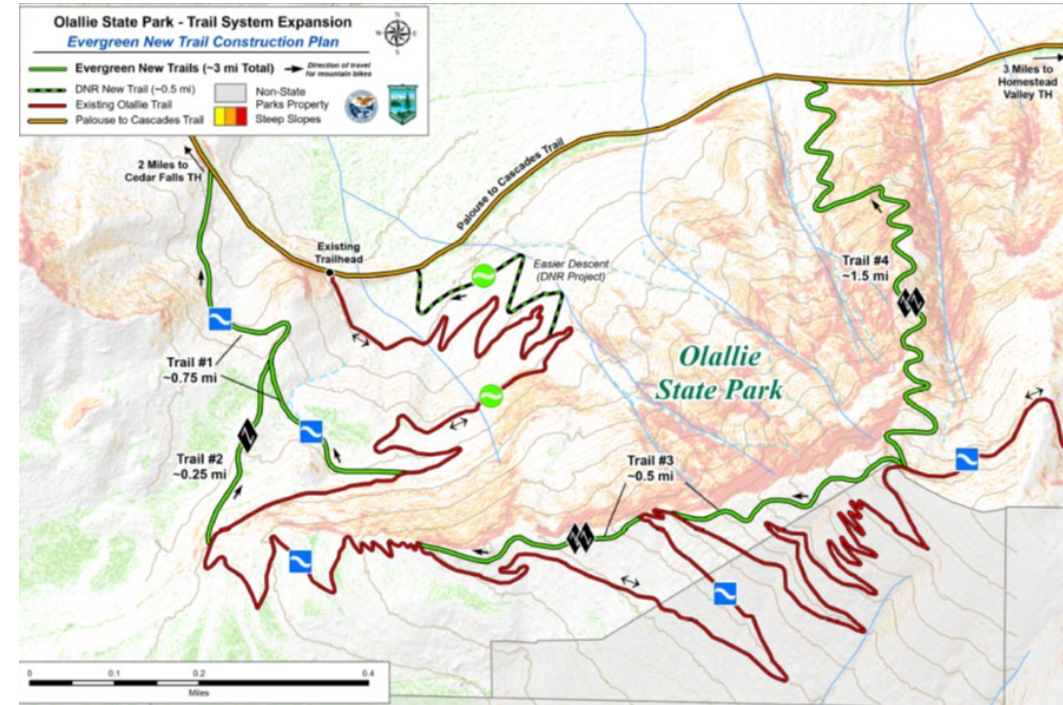 Olallie State Park - Trail System Expansion
Evergreen New Trail Construction Plan
N
W
E
S
Evergreen New Trails (~3 mi Total)
Direction of travel
for mountain bikes
DNR New Trail (~0.5 mi)
Existing Olallie Trail
Palouse to Cascades Trail
Non-State
Parks Property
Steep Slopes
3 Miles to
Homestead
Valley TH
2 Miles to
Cedar Falls TH
Palouse to Cascades Trail
Existing
Trailhead
Easier Descent
(DNR Project)
Trail #4
~1.5 mi
Olallie
State Park
Trail #1
~0.75 mi
Trail #2
~0.25 mi
Trail #3
~0.5 mi
0
0.1
0.2
0.4
Miles